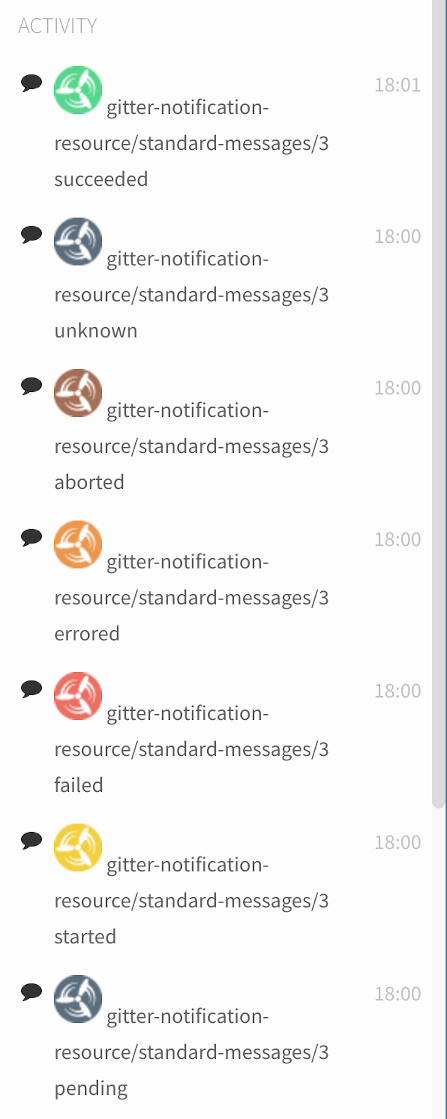 ACTIVITY
18:01
gitter-notification-
resource/standard-messages/3
succeeded
18:00
gitter-notification-
resource/standard-messages/3
unknown
18:00
gitter-notification-
resource/standard-messages/3
aborted
18:00
gitter-notification-
resource/standard-messages/3
errored
18:00
gitter-notification-
resource/standard-messages/3
failed
18:00
gitter-notification-
resource/standard-messages/3
started
18:00
gitter-notification-
resource/standard-messages/3
pending